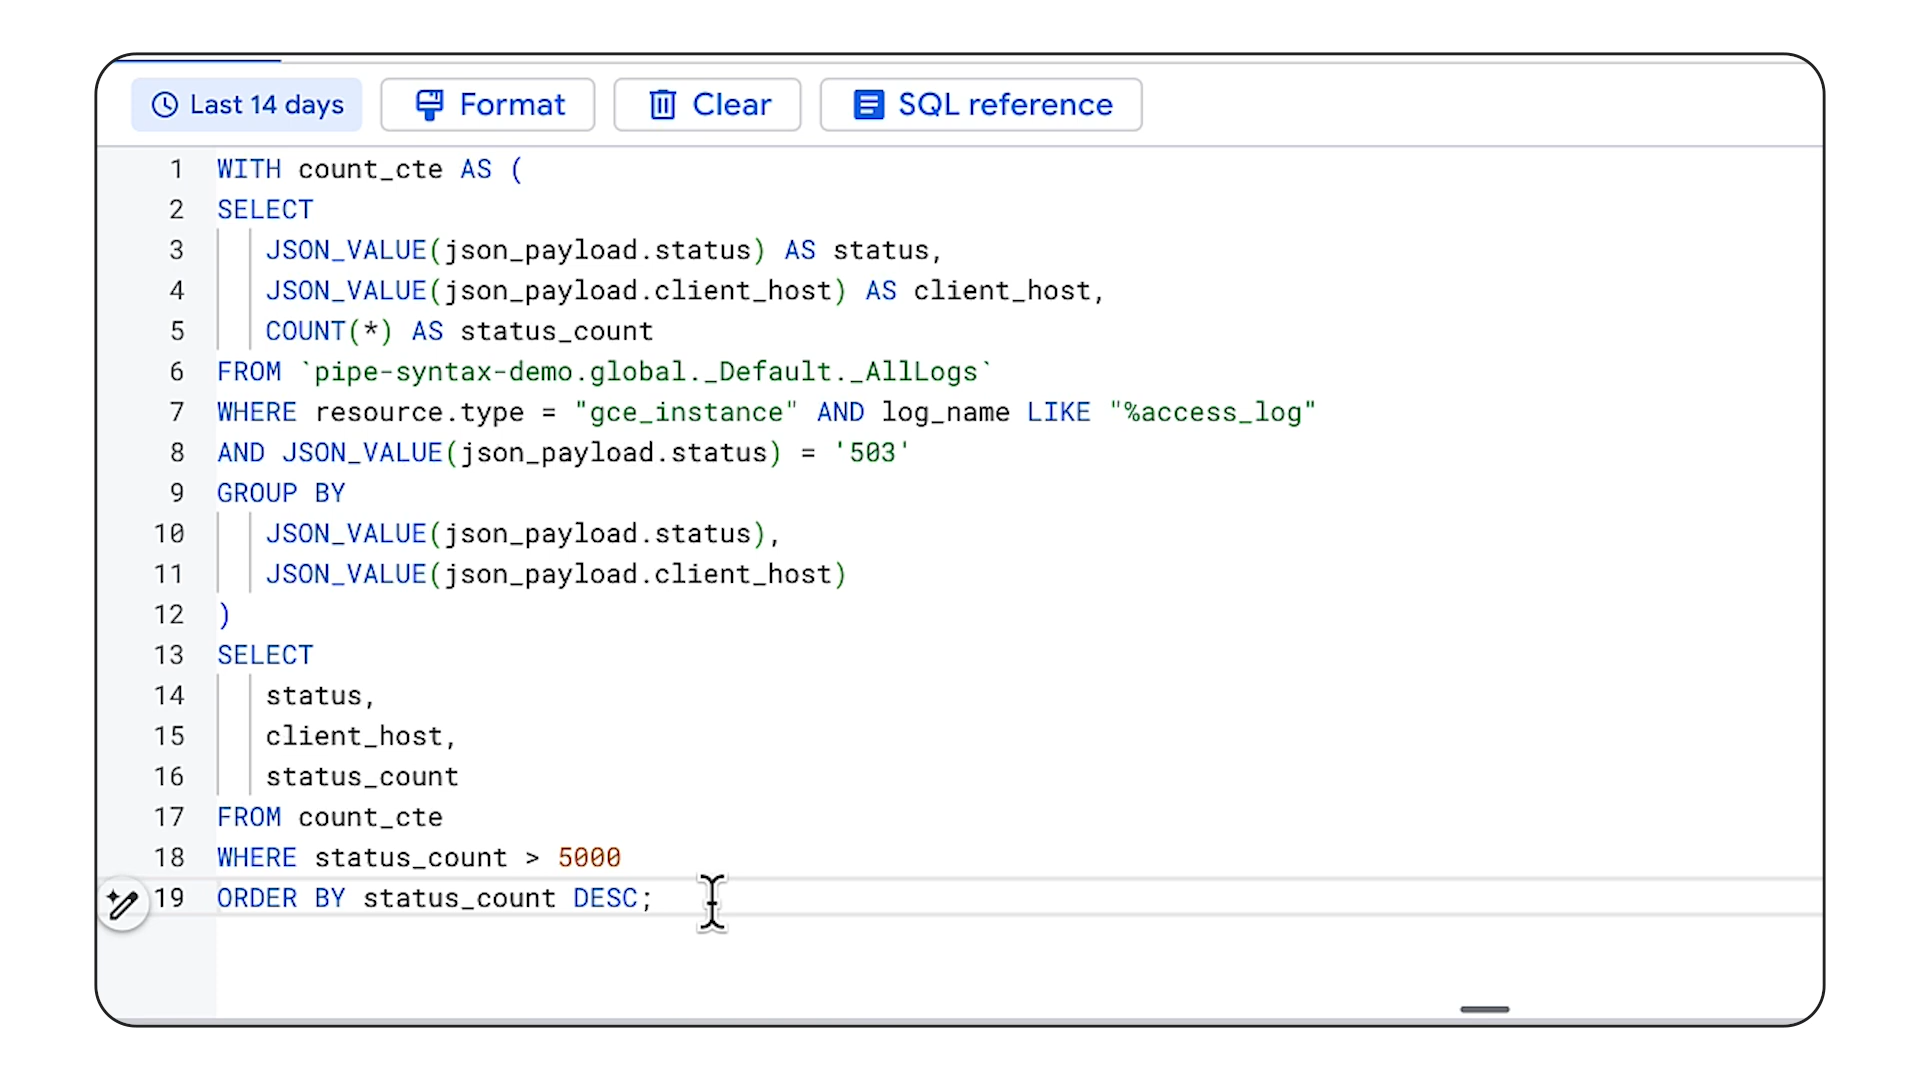 Last 14 days Format Clear SQL reference
1 WITH count_cte AS (
2 SELECT
3 JSON_VALUE(json_payload.status) AS status,
4 JSON_VALUE(json_payload.client_host) AS client_host,
5 COUNT(*) AS status_count
6 FROM `pipe-syntax-demo.global._Default._AllLogs`
7 WHERE resource.type = "gce_instance" AND log_name LIKE "%access_log"
8 AND JSON_VALUE(json_payload.status) = '503'
9 GROUP BY
10 JSON_VALUE(json_payload.status),
11 JSON_VALUE(json_payload.client_host)
12 )
13 SELECT
14 status,
15 client_host,
16 status_count
17 FROM count_cte
18 WHERE status_count > 5000
19 ORDER BY status_count DESC;